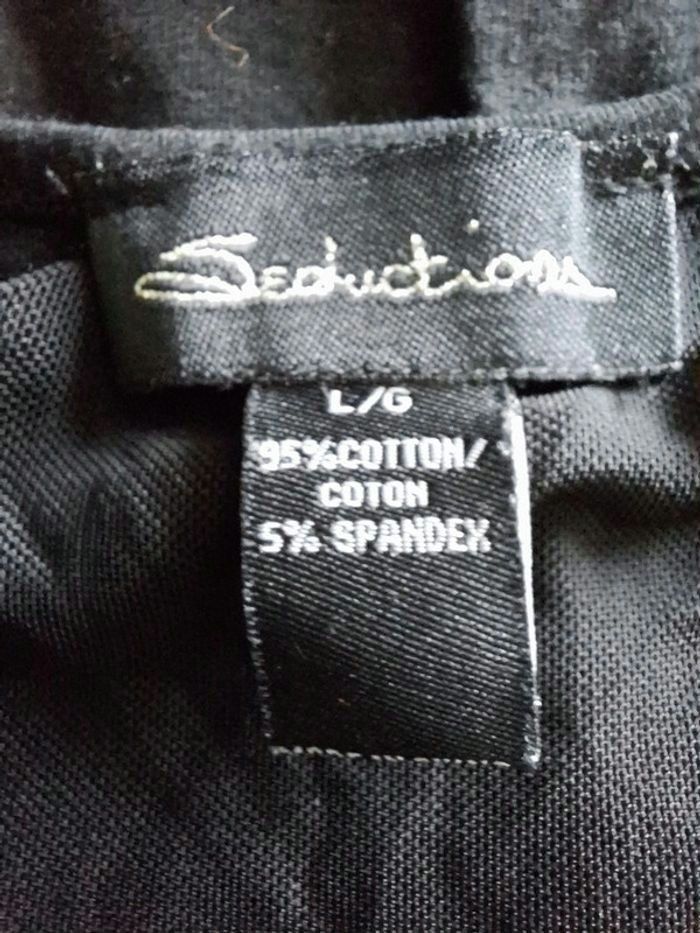 Seductions
L/G
95%COTTON/
COTON
5% SPANDEX